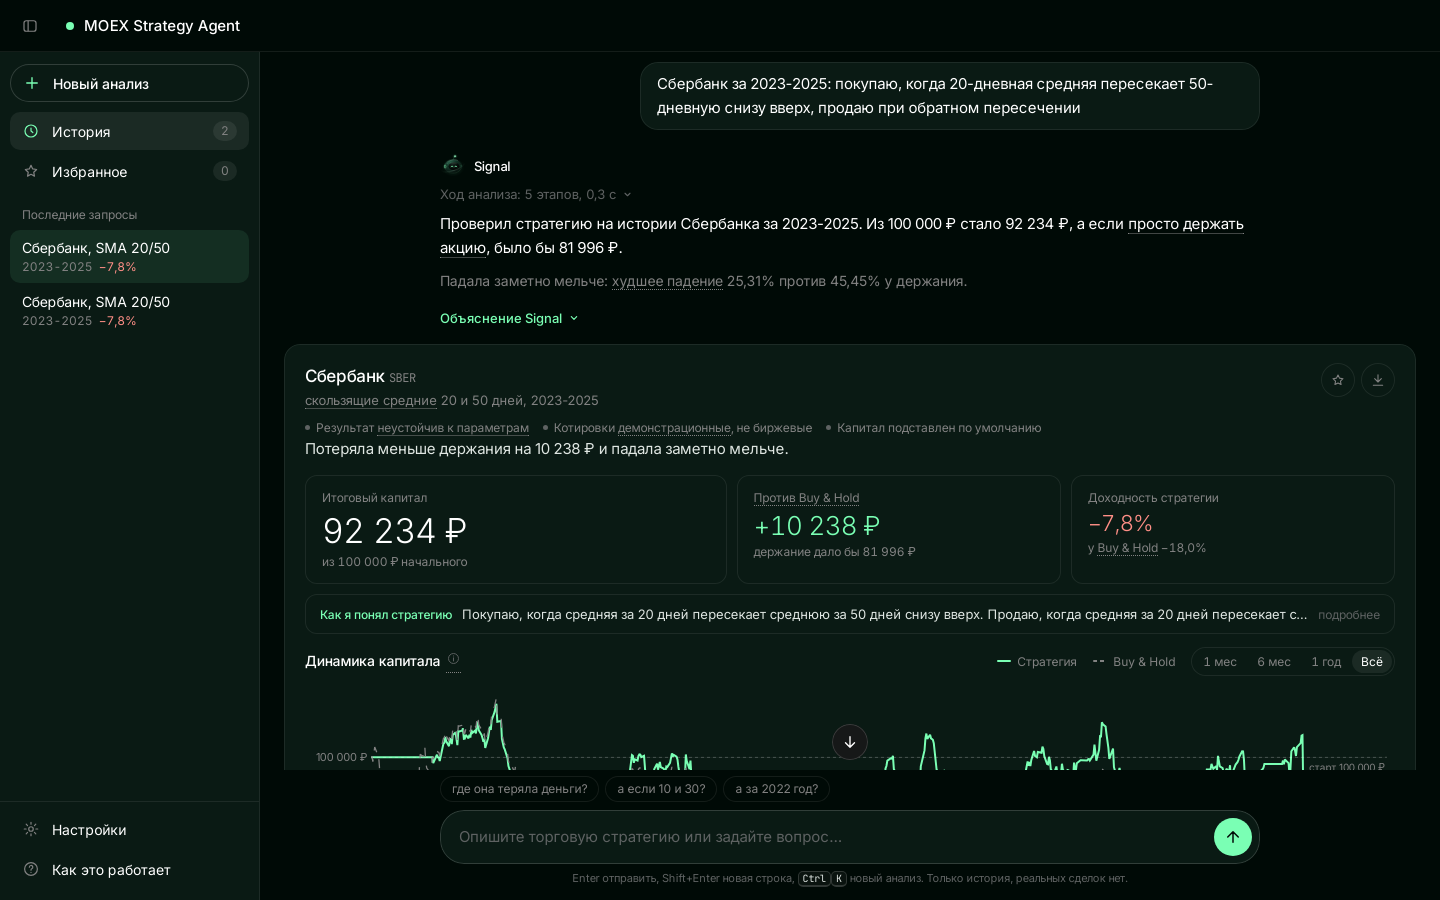 MOEX Strategy Agent
Новый анализ
История 2
Избранное 0
Последние запросы
Сбербанк, SMA 20/50
2023-2025 −7,8%
Сбербанк, SMA 20/50
2023-2025 −7,8%
Настройки
Как это работает
Сбербанк за 2023-2025: покупаю, когда 20-дневная средняя пересекает 50-
дневную снизу вверх, продаю при обратном пересечении
Signal
Ход анализа: 5 этапов, 0,3 с
Проверил стратегию на истории Сбербанка за 2023-2025. Из 100 000 ₽ стало 92 234 ₽, а если просто держать
акцию, было бы 81 996 ₽.
Падала заметно мельче: худшее падение 25,31% против 45,45% у держания.
Объяснение Signal
Сбербанк SBER
скользящие средние 20 и 50 дней, 2023-2025
Результат неустойчив к параметрам Котировки демонстрационные, не биржевые Капитал подставлен по умолчанию
Потеряла меньше держания на 10 238 ₽ и падала заметно мельче.
Итоговый капитал
92 234 ₽
из 100 000 ₽ начального
Против Buy & Hold
+10 238 ₽
держание дало бы 81 996 ₽
Доходность стратегии
−7,8%
у Buy & Hold −18,0%
Как я понял стратегию Покупаю, когда средняя за 20 дней пересекает среднюю за 50 дней снизу вверх. Продаю, когда средняя за 20 дней пересекает с... подробнее
Динамика капитала Стратегия Buy & Hold 1 мес 6 мес 1 год Всё
100 000 ₽
старт 100 000 ₽
где она теряла деньги? а если 10 и 30? а за 2022 год?
Опишите торговую стратегию или задайте вопрос...
Enter отправить, Shift+Enter новая строка, Ctrl K новый анализ. Только история, реальных сделок нет.